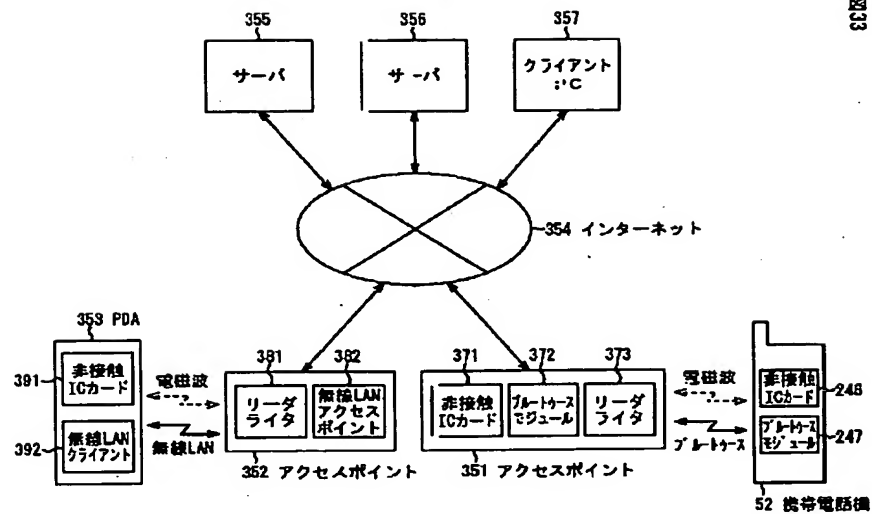 図33
355
356
357
サーバ
サーバ
クライアント
PC
354 インターネット
353 PDA
391
非接触
ICカード
392
無線LAN
クライアント
電磁波
無線LAN
381
382
リーダ
ライタ
無線LAN
アクセス
ポイント
352 アクセスポイント
371
372
373
非接触
ICカード
ブルートゥース
モジュール
リーダ
ライタ
351 アクセスポイント
電磁波
ブルートゥース
非接触
ICカード
246
ブルートゥース
モジュール
247
52 携帯電話機